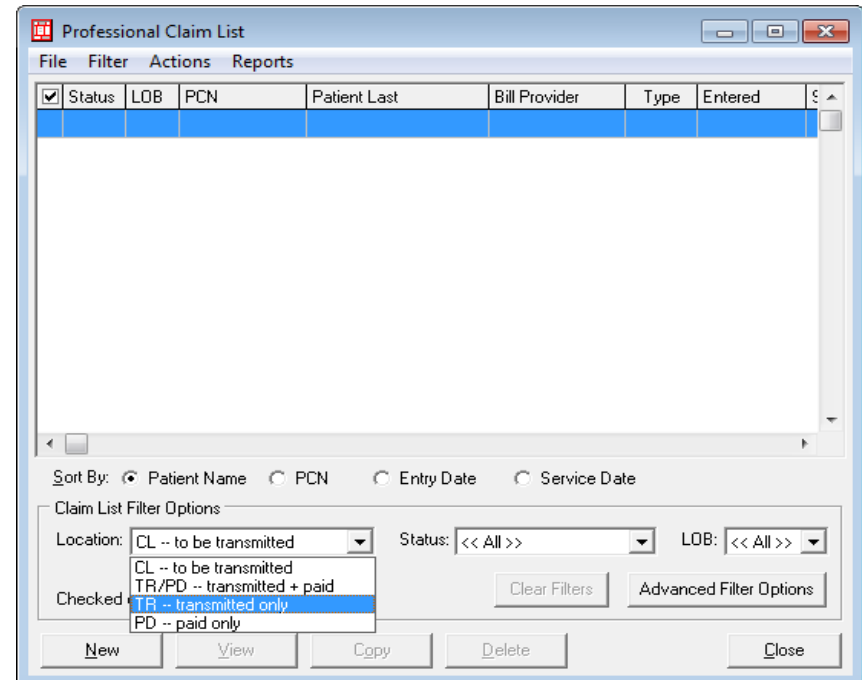 Professional Claim List
File Filter Actions Reports
Status LOB PCN Patient Last Bill Provider Type Entered
Sort By: Patient Name PCN Entry Date Service Date
Claim List Filter Options
Location: CL -- to be transmitted Status: << All >> LOB: << All >>
CL -- to be transmitted
TR/PD -- transmitted + paid
Clear Filters Advanced Filter Options
Checked TR -- transmitted only
PD -- paid only
New View Copy Delete Close